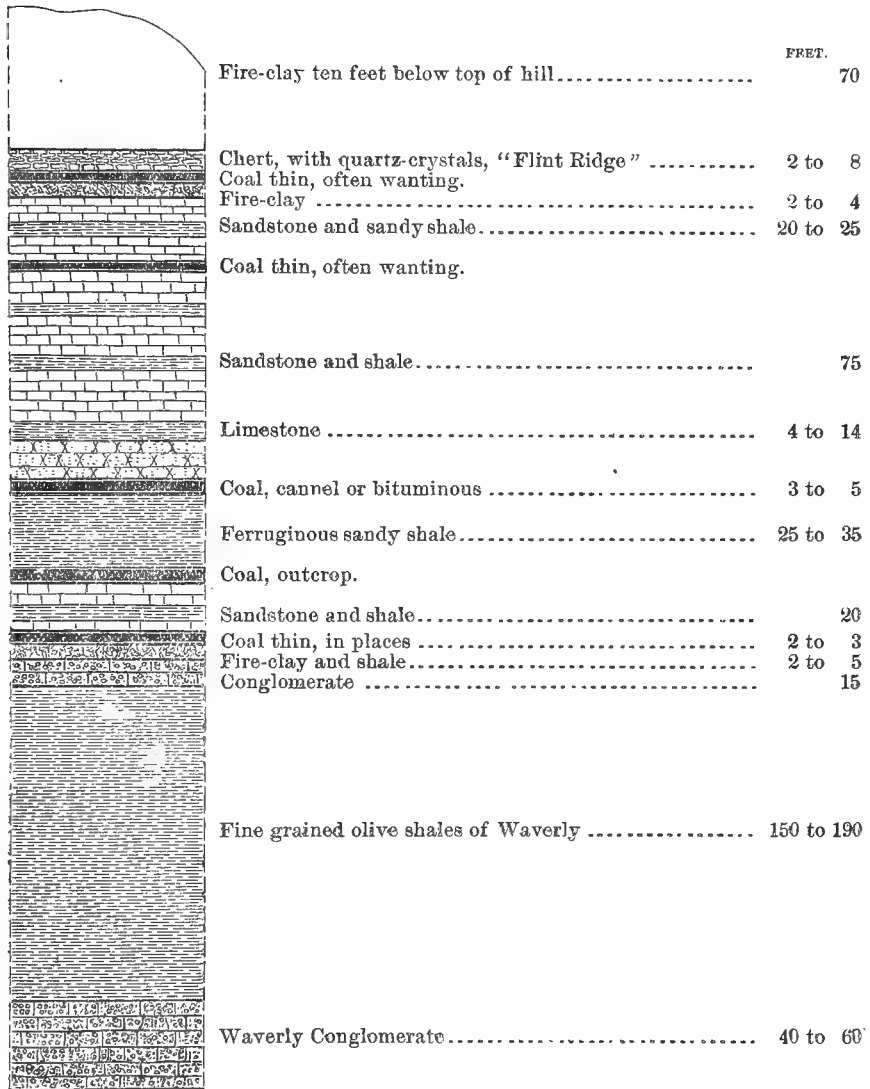 FEET.
Fire-clay ten feet below top of hill.................... 70
Chert, with quartz-crystals, "Flint Ridge" ........... 2 to 8
Coal thin, often wanting.
Fire-clay ............................................. 2 to 4
Sandstone and sandy shale............................ 20 to 25
Coal thin, often wanting.
Sandstone and shale................................... 75
Limestone ............................................. 4 to 14
Coal, cannel or bituminous ........................... 3 to 5
Ferruginous sandy shale............................... 25 to 35
Coal, outcrop.
Sandstone and shale................................... 20
Coal thin, in places .................................. 2 to 3
Fire-clay and shale................................... 2 to 5
Conglomerate .......................................... 15
Fine grained olive shales of Waverly ................. 150 to 190
Waverly Conglomerate.................................. 40 to 60